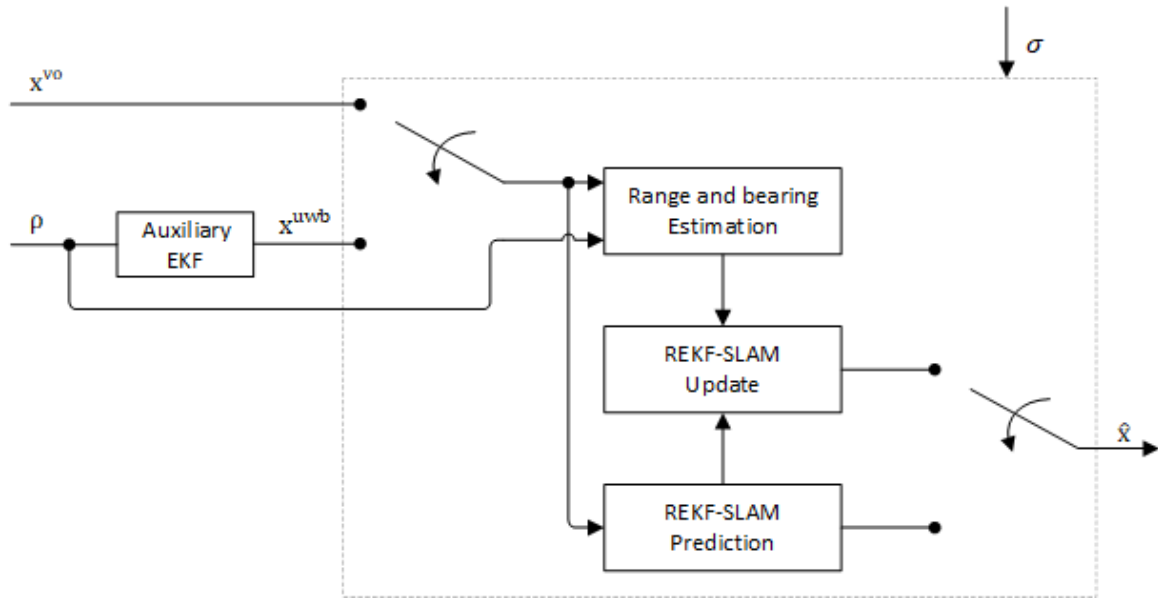 σ
x^vo
Range and bearing
Estimation
ρ
Auxiliary
EKF
x^uwb
REKF-SLAM
Update
x̂
REKF-SLAM
Prediction